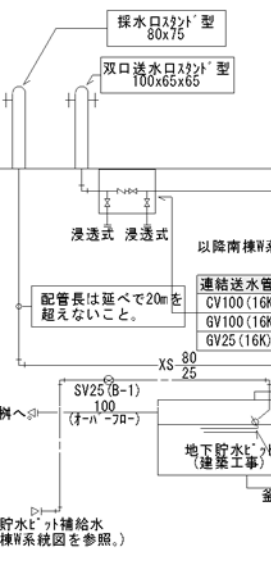 採水口スタンド型
80x75
双口送水口スタンド型
100x65x65
浸透式 浸透式
以降南棟W系
連結送水管
配管長は延べで20mを
超えないこと。
CV100(16K
GV100(16K
GV25(16K)
XS 80
25
SV25(B-1)
100
(オーバーフロー)
桝へ
地下貯水ピット
(建築工事)
釜
貯水ピット補給水
棟W系統図を参照。)